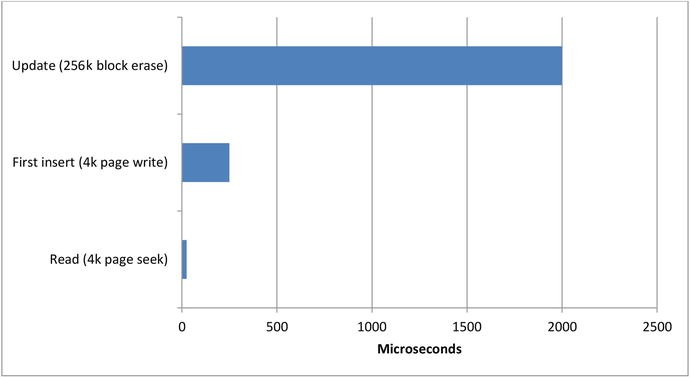 Update (256k block erase)
First insert (4k page write)
Read (4k page seek)
0 500 1000 1500 2000 2500
Microseconds